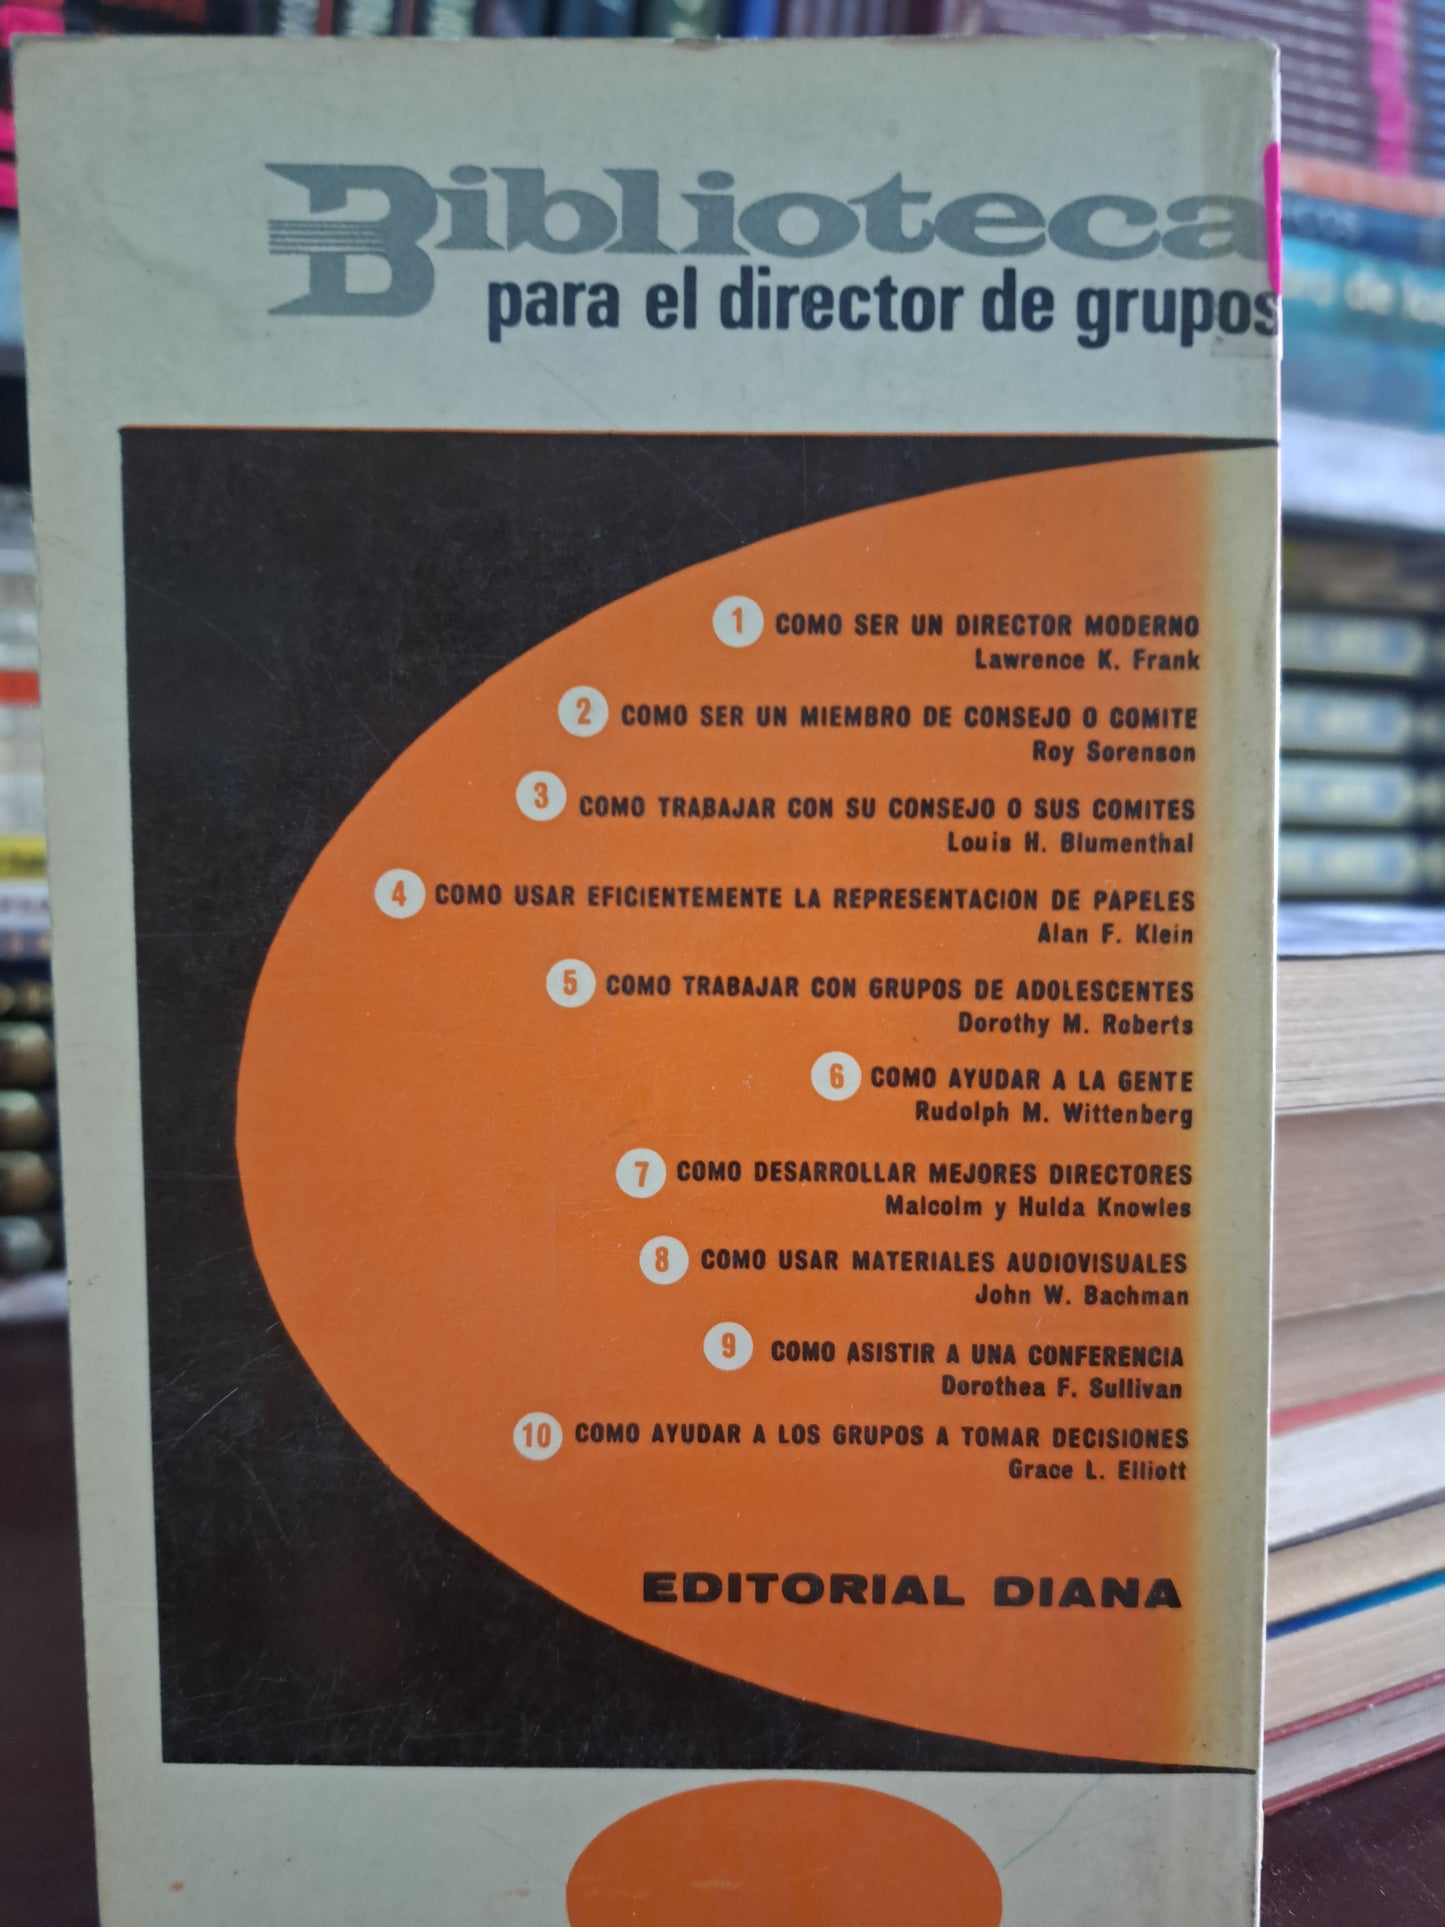 Biblioteca
para el director de grupos
1 COMO SER UN DIRECTOR MODERNO
Lawrence K. Frank
2 COMO SER UN MIEMBRO DE CONSEJO O COMITE
Roy Sorenson
3 COMO TRABAJAR CON SU CONSEJO O SUS COMITES
Louis H. Blumenthal
4 COMO USAR EFICIENTEMENTE LA REPRESENTACION DE PAPELES
Alan F. Klein
5 COMO TRABAJAR CON GRUPOS DE ADOLESCENTES
Dorothy M. Roberts
6 COMO AYUDAR A LA GENTE
Rudolph M. Wittenberg
7 COMO DESARROLLAR MEJORES DIRECTORES
Malcolm y Hulda Knowles
8 COMO USAR MATERIALES AUDIOVISUALES
John W. Bachman
9 COMO ASISTIR A UNA CONFERENCIA
Dorothea F. Sullivan
10 COMO AYUDAR A LOS GRUPOS A TOMAR DECISIONES
Grace L. Elliott
EDITORIAL DIANA